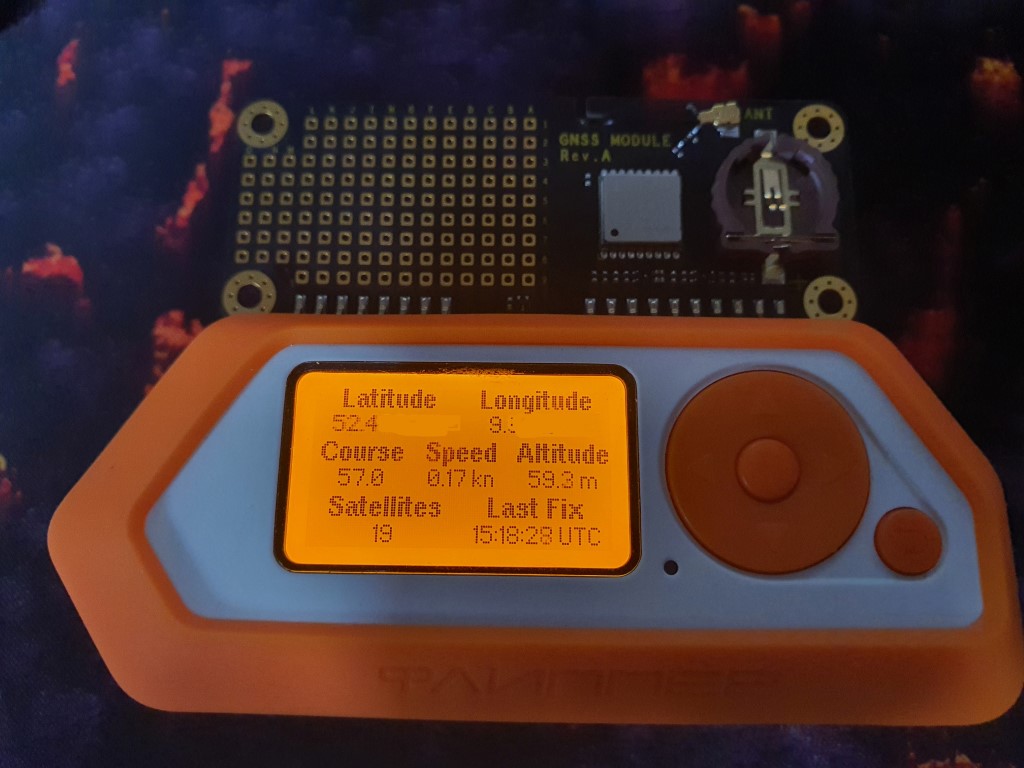 ANT
GNSS MODULE
Rev.A
Latitude Longitude
52.4 9.
Course Speed Altitude
57.0 0.17 kn 59.3 m
Satellites Last Fix
19 15:18:28 UTC